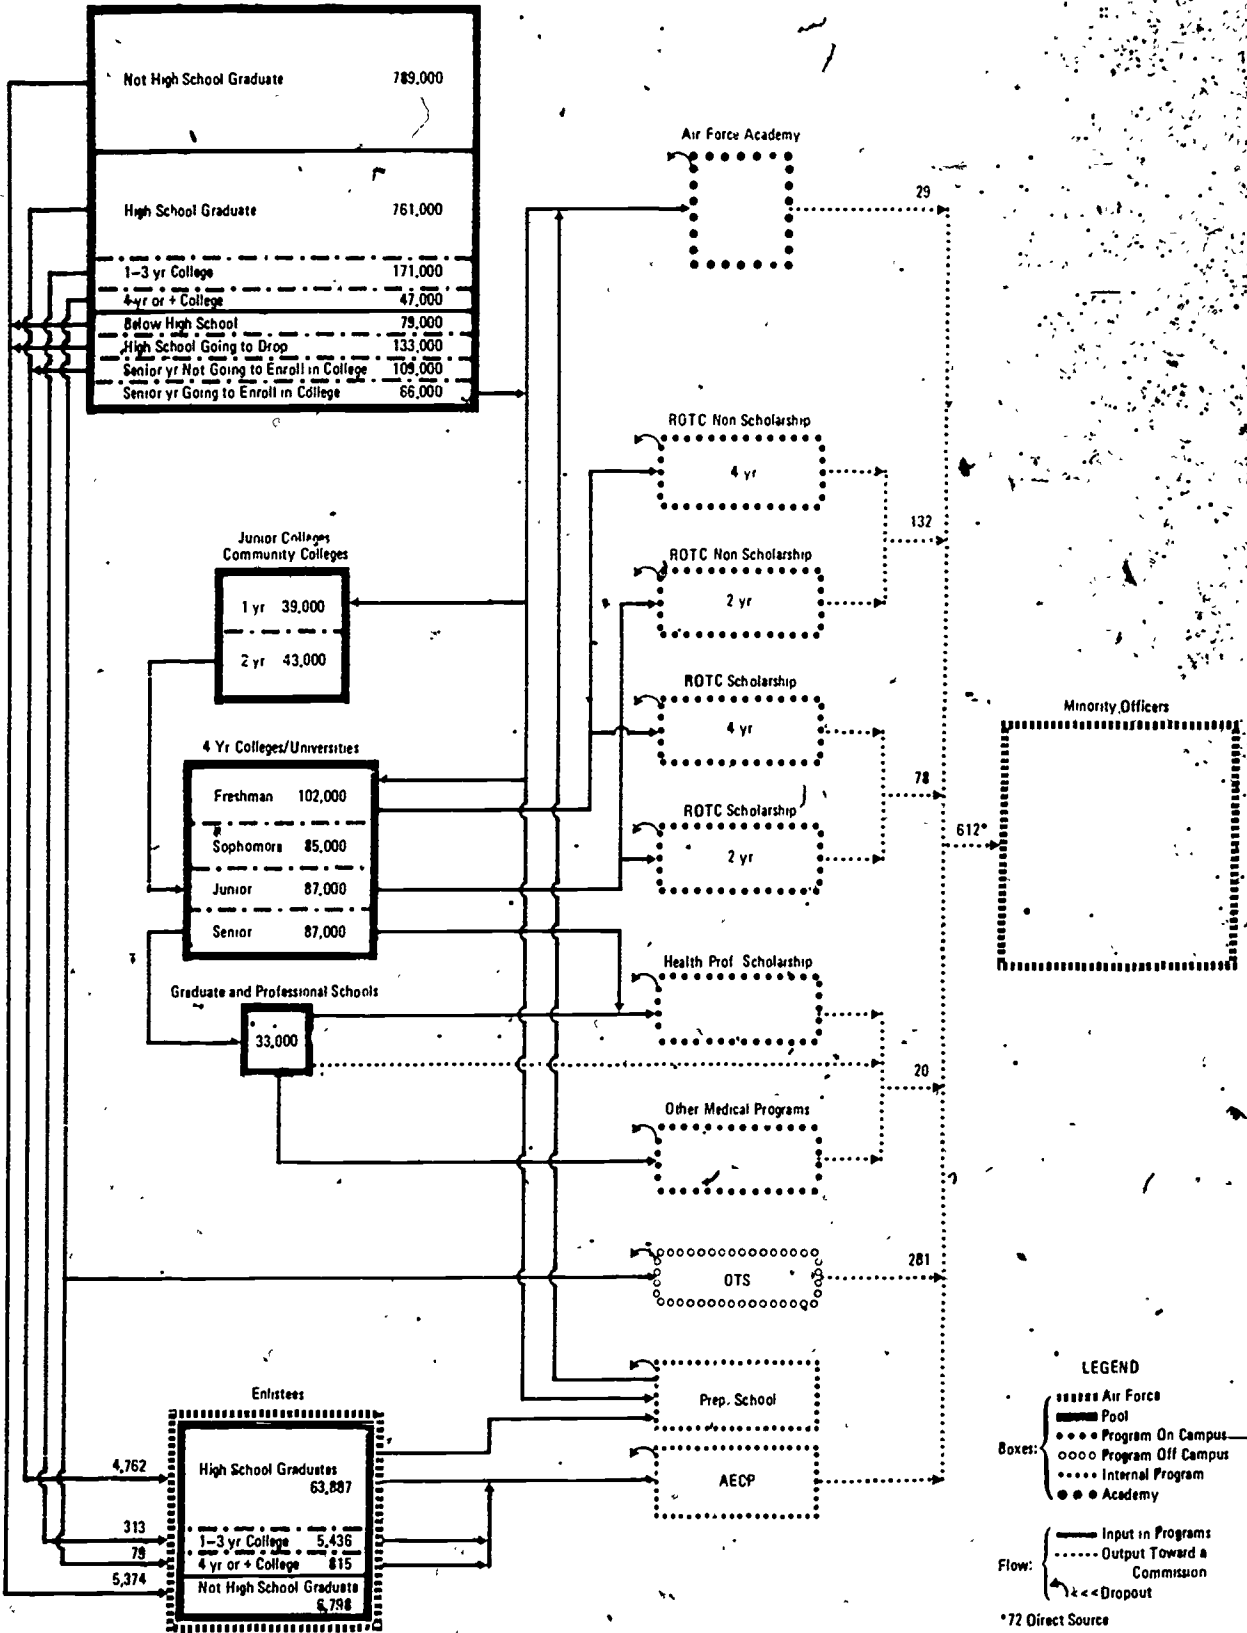 Not High School Graduate 789,000
High School Graduate 761,000
1-3 yr College 171,000
4 yr or + College 47,000
Below High School 79,000
High School Going to Drop 133,000
Senior yr Not Going to Enroll in College 109,000
Senior yr Going to Enroll in College 66,000
Air Force Academy
29
ROTC Non Scholarship
4 yr
132
Junior Colleges
Community Colleges
1 yr 39,000
2 yr 43,000
ROTC Non Scholarship
2 yr
ROTC Scholarship
4 yr
78
Minority Officers
4 Yr Colleges/Universities
Freshman 102,000
Sophomore 85,000
Junior 87,000
Senior 87,000
ROTC Scholarship
2 yr
612*
Health Prof. Scholarship
Graduate and Professional Schools
33,000
20
Other Medical Programs
OTS
281
Prep. School
AECP
Enlistees
4,762
High School Graduates
63,887
313
1-3 yr College 5,436
79
4 yr or + College 815
5,374
Not High School Graduate
6,798
LEGEND
Boxes:
Air Force
Pool
Program On Campus
Program Off Campus
Internal Program
Academy
Flow:
Input in Programs
Output Toward a
Commission
<<<Dropout
*72 Direct Source